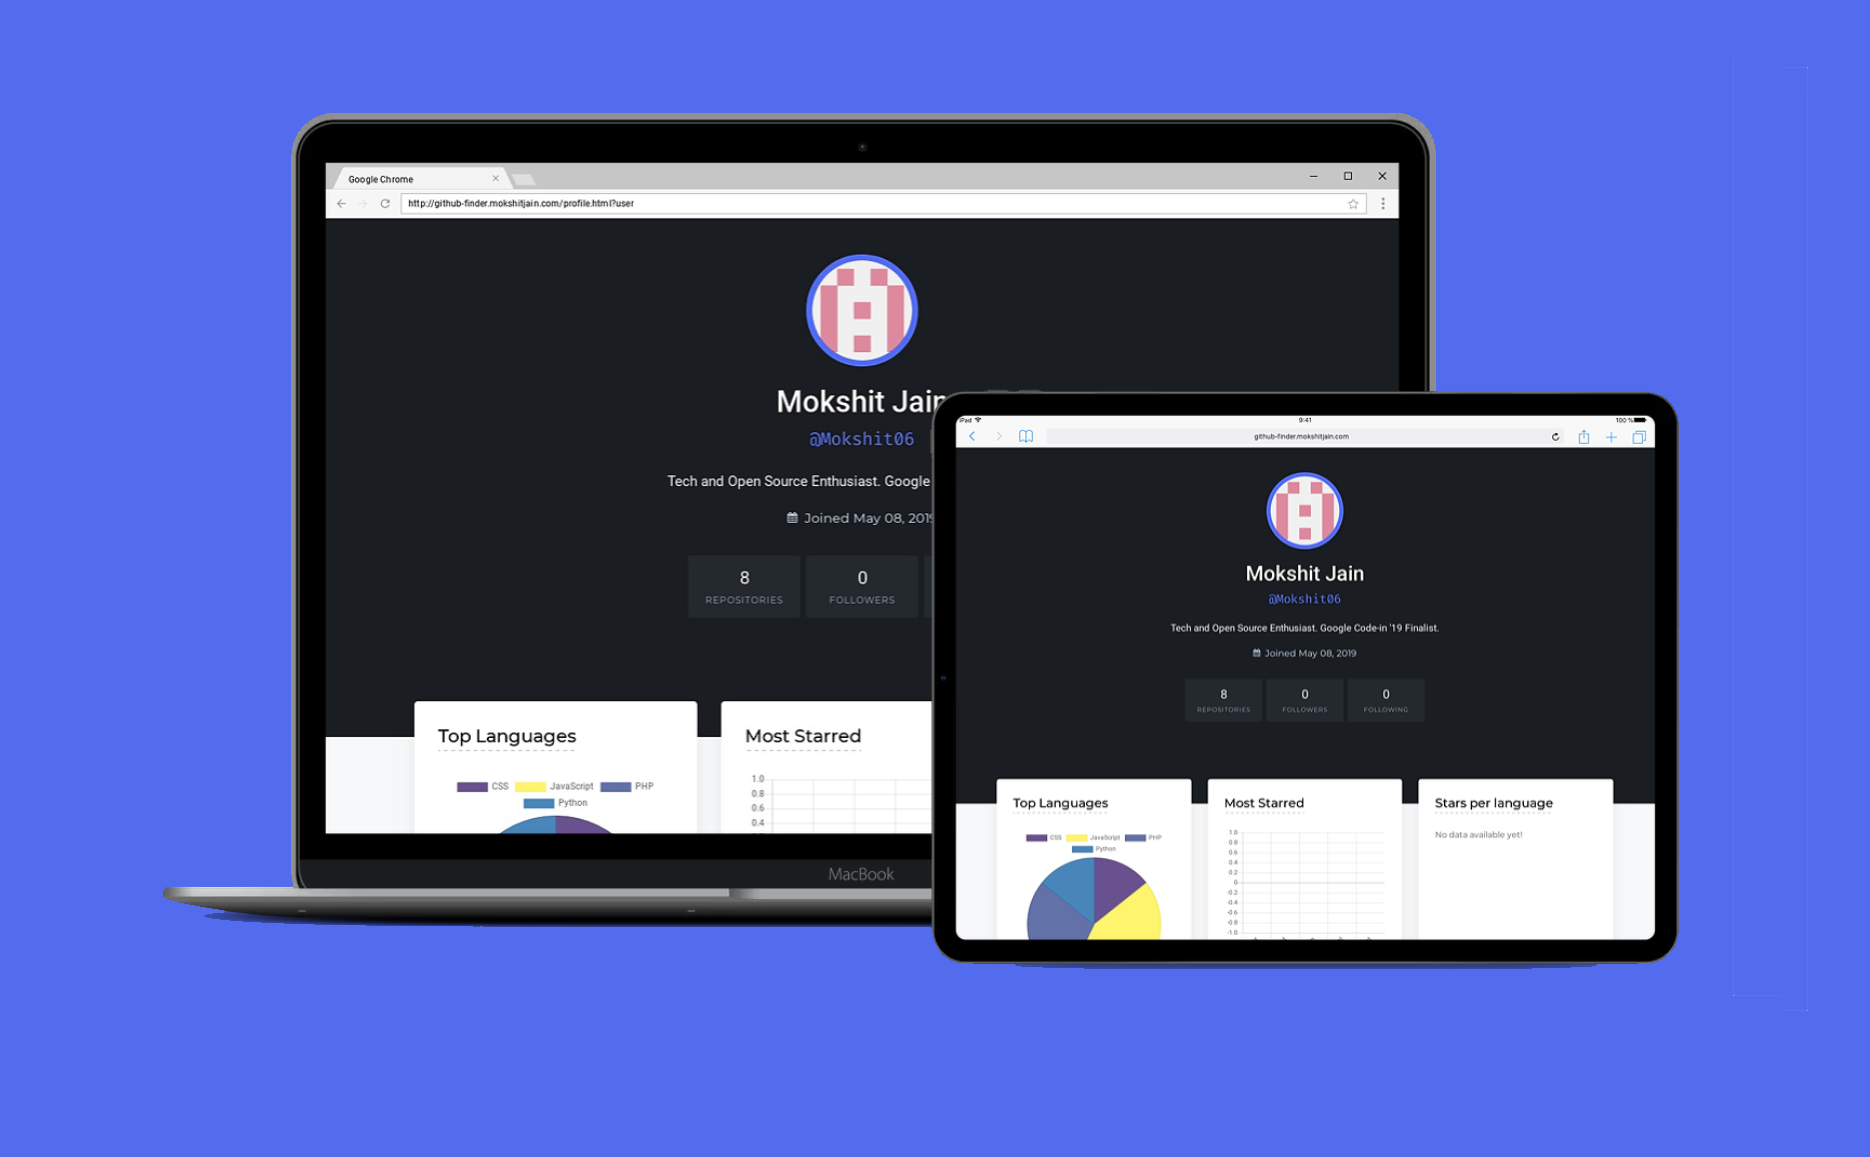 Google Chrome
http://github-finder.mokshitjain.com/profile.html?user
Mokshit Jain
@Mokshit06
Tech and Open Source Enthusiast. Google
Joined May 08, 2019
8
REPOSITORIES
0
FOLLOWERS
Top Languages
CSS JavaScript PHP
Python
Most Starred
1.0
0.8
0.6
0.4
MacBook
iPad 9:41 100 %
github-finder.mokshitjain.com
Mokshit Jain
@Mokshit06
Tech and Open Source Enthusiast. Google Code-in '19 Finalist.
Joined May 08, 2019
8
REPOSITORIES
0
FOLLOWERS
0
FOLLOWING
Top Languages
CSS JavaScript PHP
Python
Most Starred
1.0
0.8
0.6
0.4
0.2
0
-0.2
-0.4
-0.6
-0.8
-1.0
Stars per language
No data available yet!